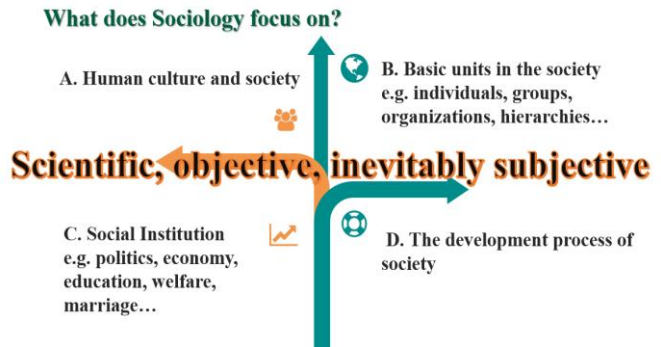 What does Sociology focus on?
A. Human culture and society
B. Basic units in the society
e.g. individuals, groups,
organizations, hierarchies…
Scientific, objective, inevitably subjective
C. Social Institution
e.g. politics, economy,
education, welfare,
marriage…
D. The development process of
society